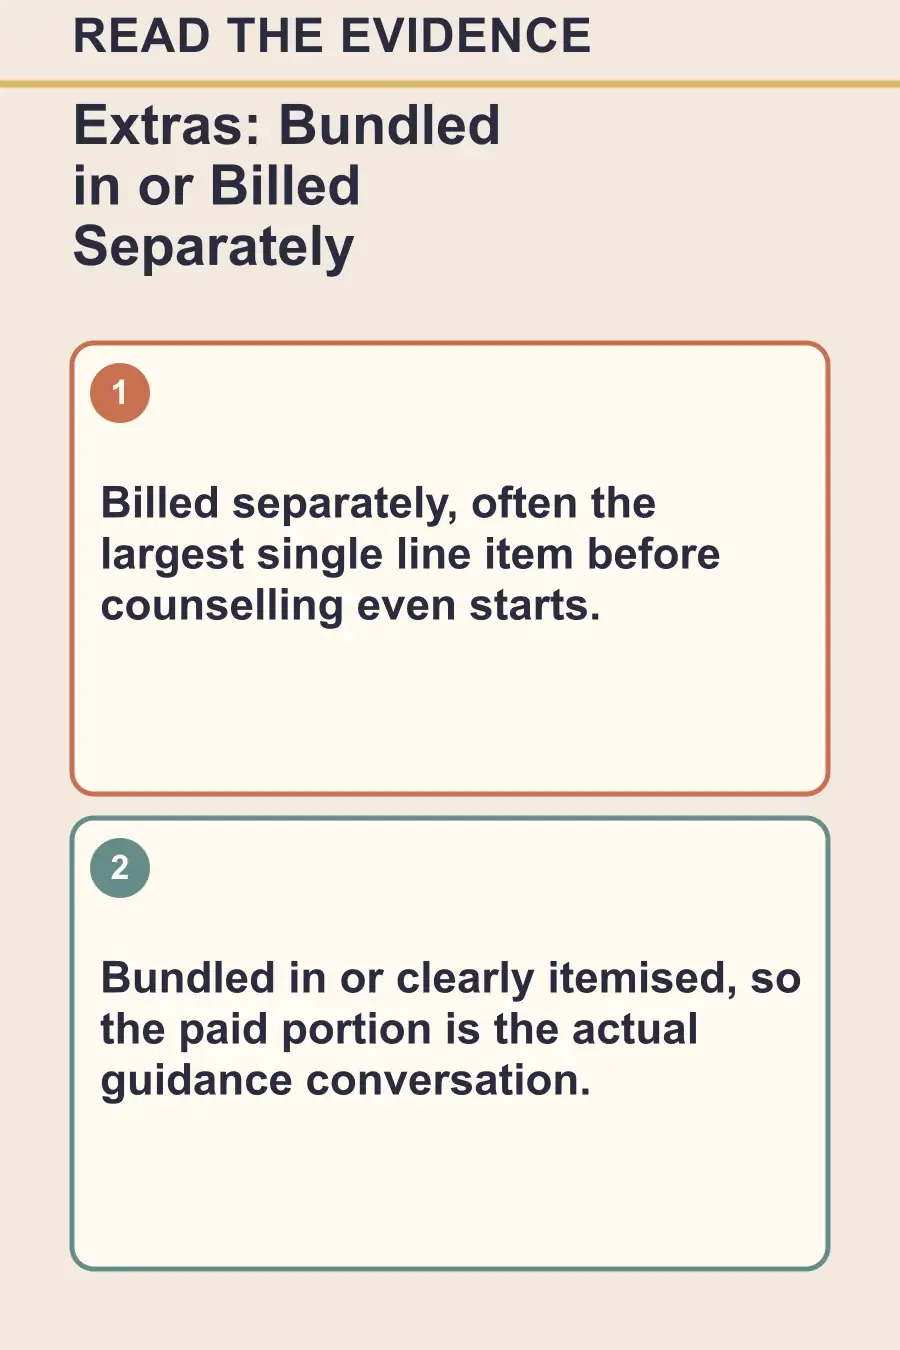 READ THE EVIDENCE
Extras: Bundled
in or Billed
Separately
1
Billed separately, often the
largest single line item before
counselling even starts.
2
Bundled in or clearly itemised, so
the paid portion is the actual
guidance conversation.